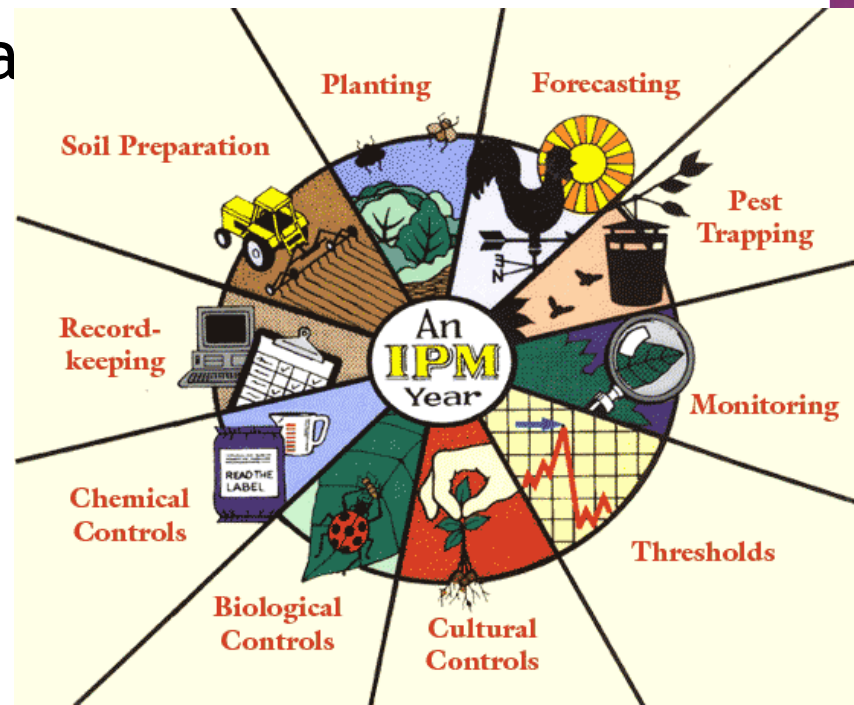 a
Planting
Forecasting
Soil Preparation
Pest
Trapping
Record-
keeping
An
IPM
Year
Monitoring
READ THE
LABEL
Chemical
Controls
Thresholds
Biological
Controls
Cultural
Controls
N
E